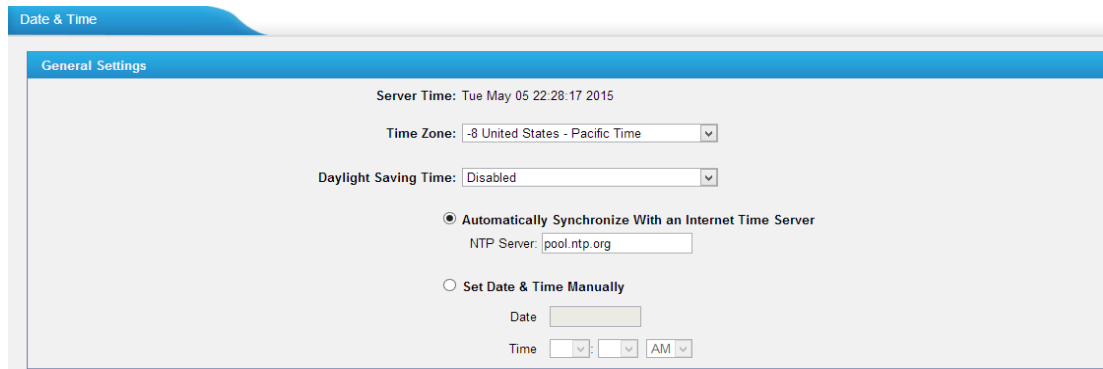 Date & Time
General Settings
Server Time: Tue May 05 22:28:17 2015
Time Zone: -8 United States - Pacific Time
Daylight Saving Time: Disabled
Automatically Synchronize With an Internet Time Server
NTP Server: pool.ntp.org
Set Date & Time Manually
Date
Time : AM